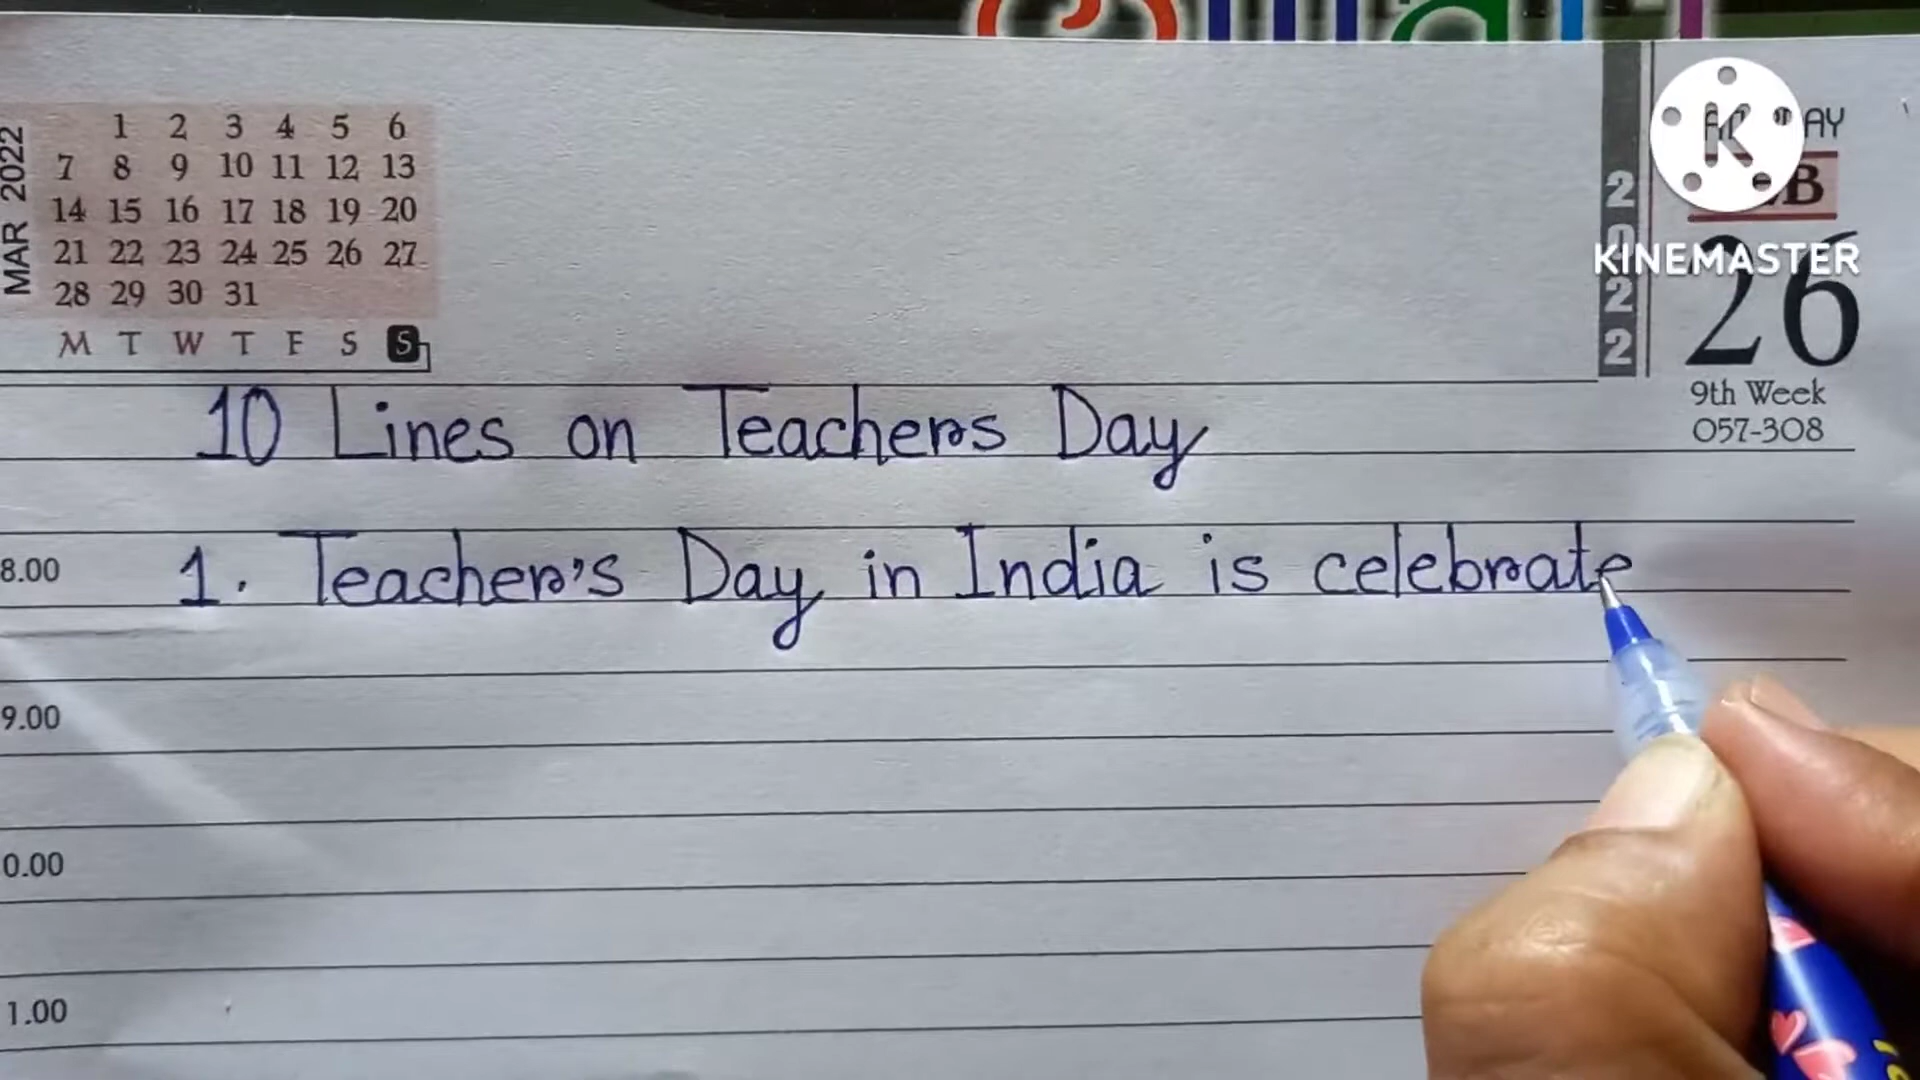 MAR 2022
1 2 3 4 5 6
7 8 9 10 11 12 13
14 15 16 17 18 19 20
21 22 23 24 25 26 27
28 29 30 31
M T W T F S S
2022
K
KINEMASTER
26
9th Week
057-308
10 Lines on Teachers Day
8.00
1. Teacher's Day in India is celebrate
9.00
0.00
1.00